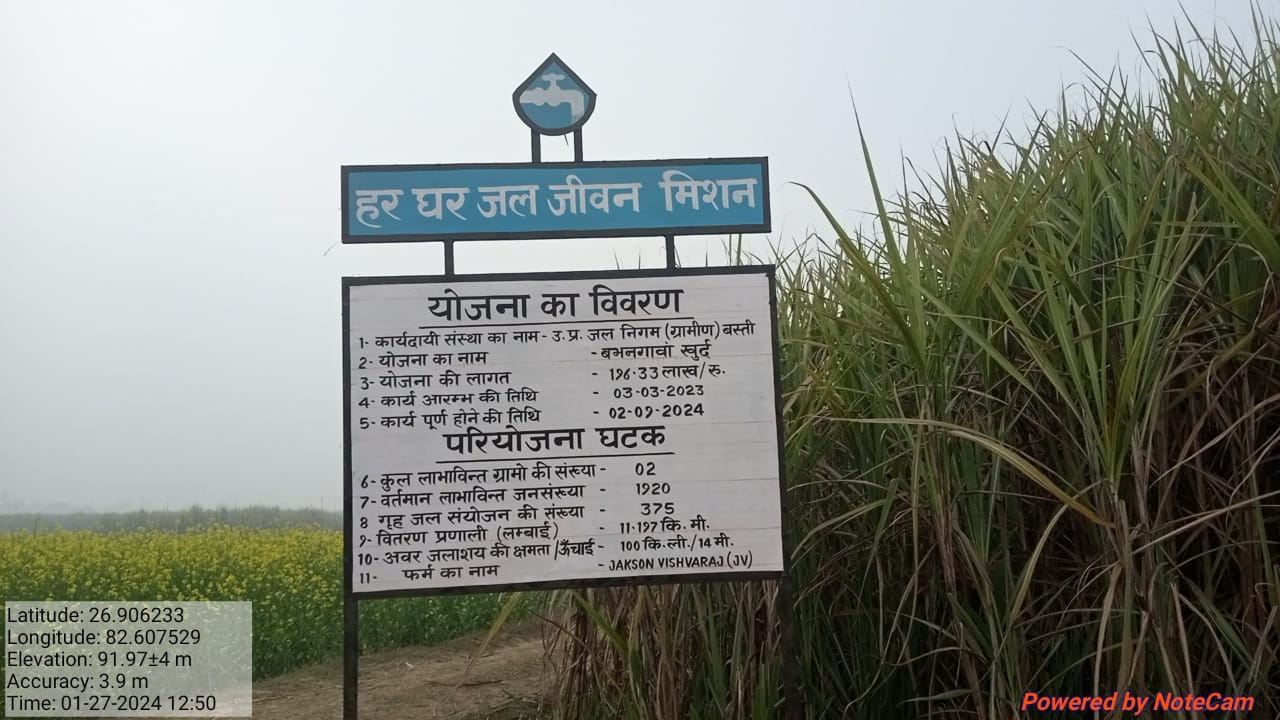 हर घर जल जीवन मिशन
योजना का विवरण
1- कार्यदायी संस्था का नाम - उ.प्र. जल निगम (ग्रामीण) बस्ती
2- योजना का नाम - बभनगावां खुर्द
3- योजना की लागत - 196.33 लाख/रु.
4- कार्य आरम्भ की तिथि - 03-03-2023
5- कार्य पूर्ण होने की तिथि - 02-09-2024
परियोजना घटक
6- कुल लाभाविन्त ग्रामो की संख्या - 02
7- वर्तमान लाभाविन्त जनसंख्या - 1920
8 गृह जल संयोजन की संख्या - 375
9- वितरण प्रणाली (लम्बाई) - 11.197 कि. मी.
10- अवर जलाशय की क्षमता/ऊँचाई - 100 कि.ली./14 मी.
11- फर्म का नाम - JAKSON VISHVARAJ (JV)
Latitude: 26.906233
Longitude: 82.607529
Elevation: 91.97±4 m
Accuracy: 3.9 m
Time: 01-27-2024 12:50
Powered by NoteCam